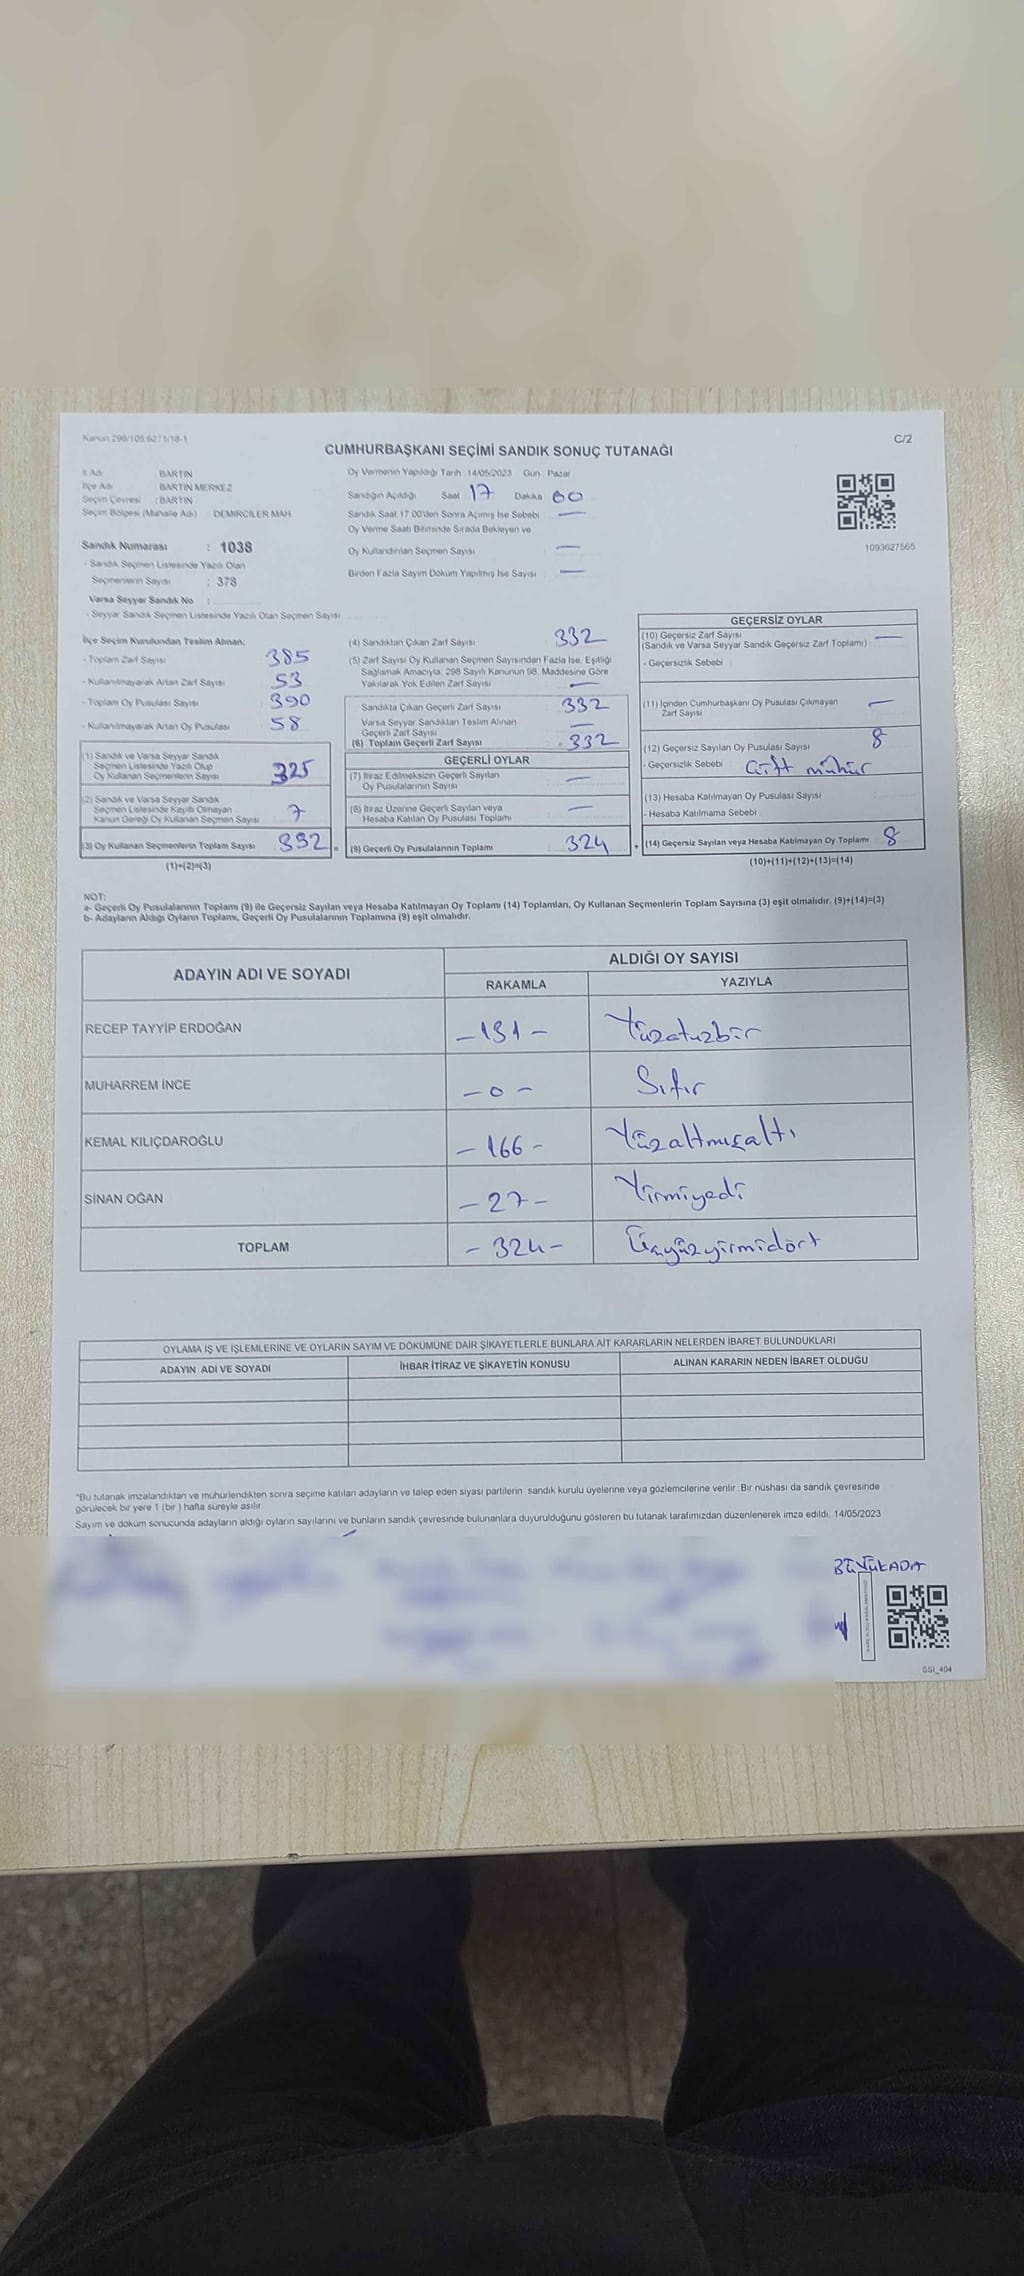 Kanun 298/105,6271/18-1
C/2
CUMHURBAŞKANI SEÇİMİ SANDIK SONUÇ TUTANAĞI
İl Adı : BARTIN
İlçe Adı : BARTIN MERKEZ
Seçim Çevresi : BARTIN
Seçim Bölgesi (Mahalle Adı) : DEMİRCİLER MAH
Sandık Numarası : 1038
- Sandık Seçmen Listesinde Yazılı Olan
Seçmenlerin Sayısı : 378
Varsa Seyyar Sandık No :
- Seyyar Sandık Seçmen Listesinde Yazılı Olan Seçmen Sayısı
Oy Vermenin Yapıldığı Tarih :14/05/2023 Gün : Pazar
Sandığın Açıldığı Saat 17 Dakika 00
Sandık Saat 17:00'den Sonra Açmış İse Sebebi —
Oy Verme Saati Bitiminde Sırada Bekleyen ve
Oy Kullandırılan Seçmen Sayısı —
Birden Fazla Sayım Döküm Yapılmış İse Sayısı —
1093627565
İlçe Seçim Kurulundan Teslim Alınan;
- Toplam Zarf Sayısı 385
- Kullanılmayarak Artan Zarf Sayısı 53
- Toplam Oy Pusulası Sayısı 390
- Kullanılmayarak Artan Oy Pusulası 58
(1) Sandık ve Varsa Seyyar Sandık
Seçmen Listesinde Yazılı Olup
Oy Kullanan Seçmenlerin Sayısı 325
(2) Sandık ve Varsa Seyyar Sandık
Seçmen Listesinde Kayıtlı Olmayan
Kanun Gereği Oy Kullanan Seçmen Sayısı 7
(3) Oy Kullanan Seçmenlerin Toplam Sayısı 332 =
(1)+(2)=(3)
(4) Sandıktan Çıkan Zarf Sayısı 332
(5) Zarf Sayısı Oy Kullanan Seçmen Sayısından Fazla İse, Eşitliği
Sağlamak Amacıyla, 298 Sayılı Kanunun 98. Maddesine Göre
Yakılarak Yok Edilen Zarf Sayısı —
Sandıkta Çıkan Geçerli Zarf Sayısı 332
Varsa Seyyar Sandıktan Teslim Alınan
Geçerli Zarf Sayısı —
(6) Toplam Geçerli Zarf Sayısı 332
GEÇERLİ OYLAR
(7) İtiraz Edilmeksizin Geçerli Sayılan
Oy Pusulalarının Sayısı —
(8) İtiraz Üzerine Geçerli Sayılan veya
Hesaba Katılan Oy Pusulası Toplamı —
(9) Geçerli Oy Pusulalarının Toplamı 324 +
GEÇERSİZ OYLAR
(10) Geçersiz Zarf Sayısı —
(Sandık ve Varsa Seyyar Sandık Geçersiz Zarf Toplamı)
- Geçersizlik Sebebi
(11) İçinden Cumhurbaşkanı Oy Pusulası Çıkmayan
Zarf Sayısı —
(12) Geçersiz Sayılan Oy Pusulası Sayısı 8
- Geçersizlik Sebebi Çift mühür
(13) Hesaba Katılmayan Oy Pusulası Sayısı
- Hesaba Katılmama Sebebi
(14) Geçersiz Sayılan veya Hesaba Katılmayan Oy Toplamı 8
(10)+(11)+(12)+(13)=(14)
NOT:
a- Geçerli Oy Pusulalarının Toplamı (9) ile Geçersiz Sayılan veya Hesaba Katılmayan Oy Toplamı (14) Toplamları, Oy Kullanan Seçmenlerin Toplam Sayısına (3) eşit olmalıdır. (9)+(14)=(3)
b- Adayların Aldığı Oyların Toplamı, Geçerli Oy Pusulalarının Toplamına (9) eşit olmalıdır.
ADAYIN ADI VE SOYADI
ALDIĞI OY SAYISI
RAKAMLA YAZIYLA
RECEP TAYYİP ERDOĞAN -131- Yüzotuzbir
MUHARREM İNCE -0- Sıfır
KEMAL KILIÇDAROĞLU -166- Yüzaltmışaltı
SİNAN OĞAN -27- Yirmiyedi
TOPLAM -324- Üçyüzyirmidört
OYLAMA İŞ VE İŞLEMLERİNE VE OYLARIN SAYIM VE DÖKÜMÜNE DAİR ŞİKAYETLERLE BUNLARA AİT KARARLARIN NELERDEN İBARET BULUNDUKLARI
ADAYIN ADI VE SOYADI İHBAR İTİRAZ VE ŞİKAYETİN KONUSU ALINAN KARARIN NEDEN İBARET OLDUĞU
*Bu tutanak imzalandıktan ve mühürlendikten sonra seçime katılan adayların ve talep eden siyasi partilerin sandık kurulu üyelerine veya gözlemcilerine verilir. Bir nüshası da sandık çevresinde
görülecek bir yere 1 (bir) hafta süreyle asılır.
Sayım ve döküm sonucunda adayların aldığı oyların sayılarını ve bunların sandık çevresinde bulunanlara duyurulduğunu gösteren bu tutanak tarafımızdan düzenlenerek imza edildi. 14/05/2023
BÜYÜKADA
SSI_404